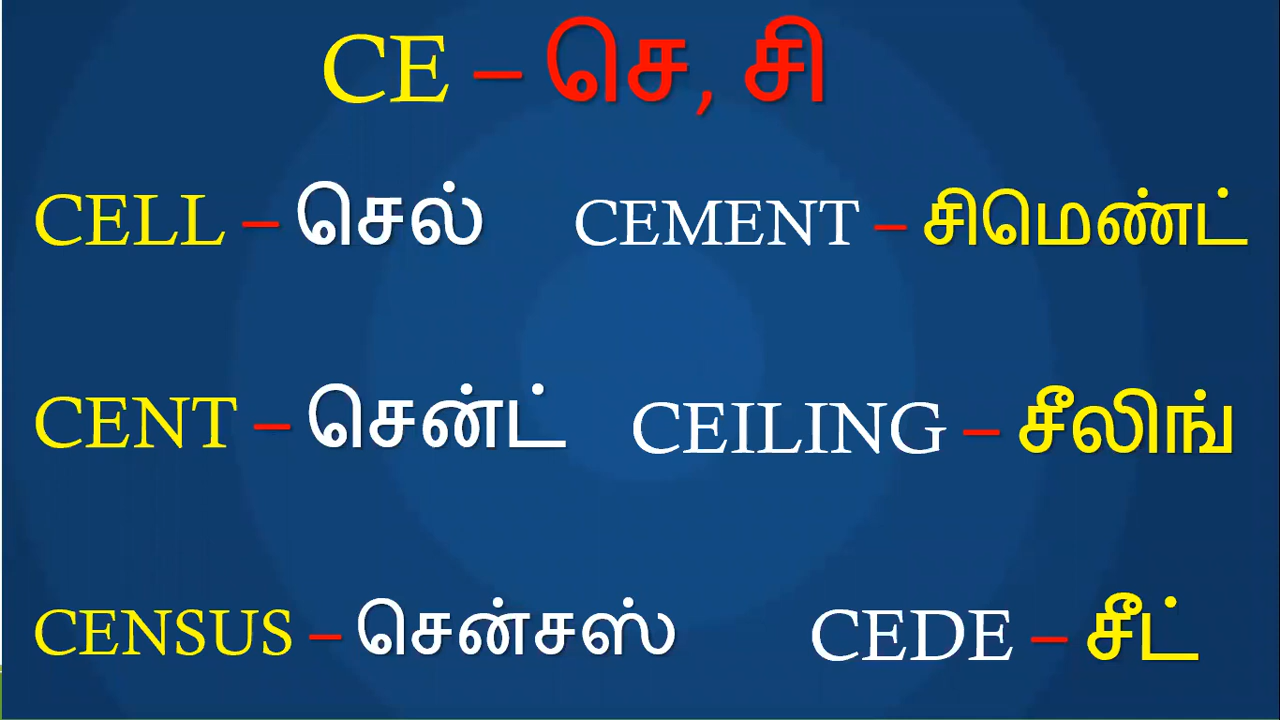 CE – செ, சி
CELL – செல் CEMENT – சிமெண்ட்
CENT – சென்ட் CEILING – சீலிங்
CENSUS – சென்சஸ் CEDE – சீட்